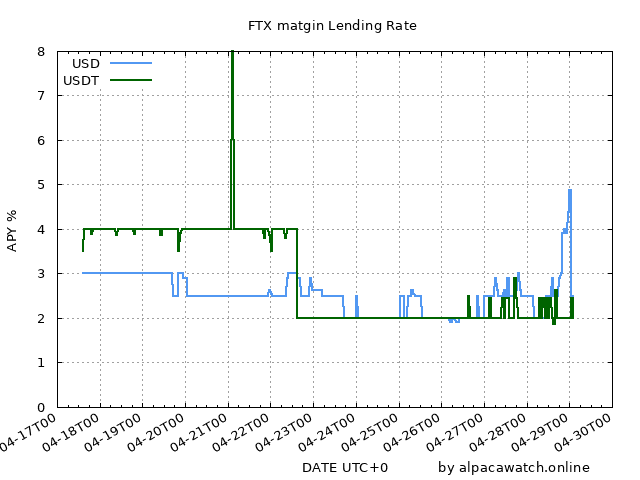 FTX matgin Lending Rate
USD
USDT
8
7
6
5
4
3
2
1
0
APY %
04-17T00
04-18T00
04-19T00
04-20T00
04-21T00
04-22T00
04-23T00
04-24T00
04-25T00
04-26T00
04-27T00
04-28T00
04-29T00
04-30T00
DATE UTC+0
by alpacawatch.online